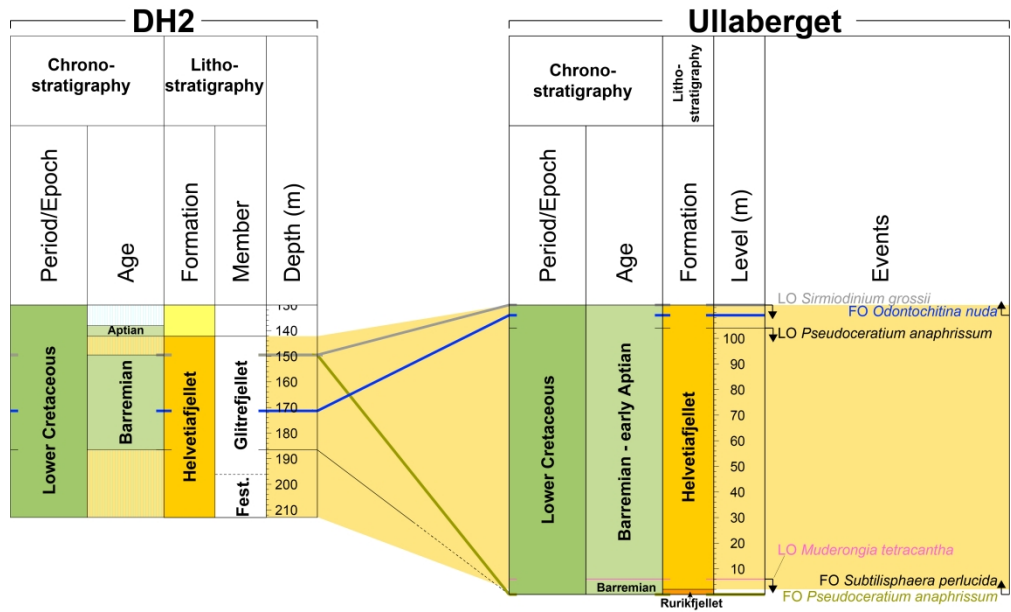 DH2
Ullaberget
Chrono-
stratigraphy
Litho-
stratigraphy
Period/Epoch
Age
Formation
Member
Depth (m)
Chrono-
stratigraphy
Litho-
stratigraphy
Period/Epoch
Age
Formation
Level (m)
Events
Lower Cretaceous
Aptian
Barremian
Helvetiafjellet
Glitrefjellet
Fest.
130
140
150
160
170
180
190
200
210
Lower Cretaceous
Barremian - early Aptian
Barremian
Helvetiafjellet
Rurikfjellet
100
90
80
70
60
50
40
30
20
10
LO Sirmiodinium grossii
FO Odontochitina nuda
LO Pseudoceratium anaphrissum
LO Muderongia tetracantha
FO Subtilisphaera perlucida
FO Pseudoceratium anaphrissum